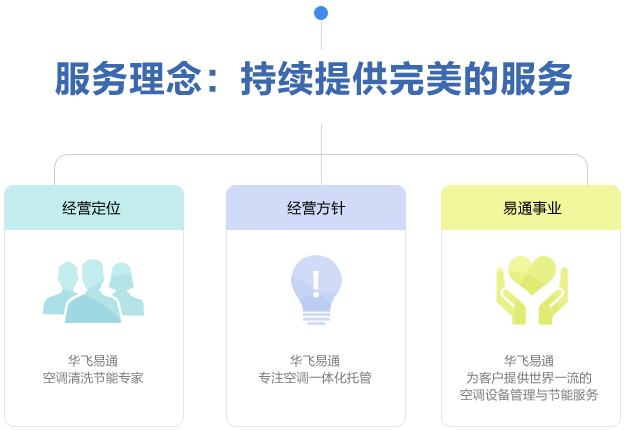 服务理念：持续提供完美的服务
经营定位
华飞易通
空调清洗节能专家
经营方针
华飞易通
专注空调一体化托管
易通事业
华飞易通
为客户提供世界一流的
空调设备管理与节能服务